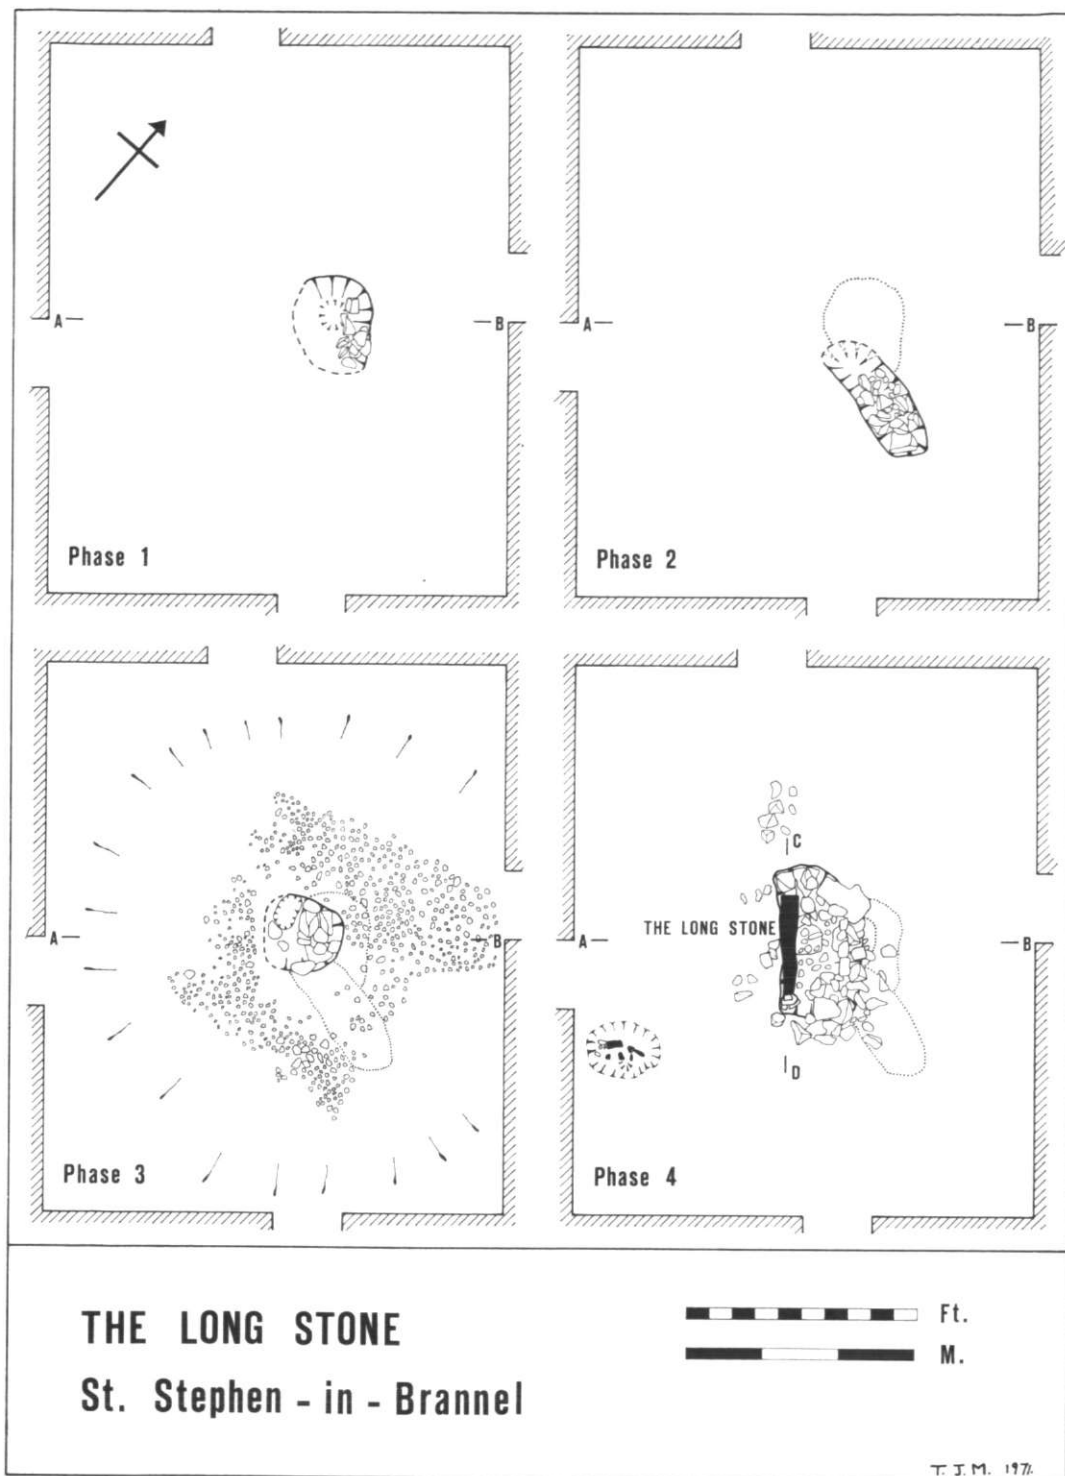 A
B
Phase 1
A
B
Phase 2
A
B
Phase 3
C
THE LONG STONE
A
B
D
Phase 4
THE LONG STONE
St. Stephen - in - Brannel
Ft.
M.
T. J. M. 1971.